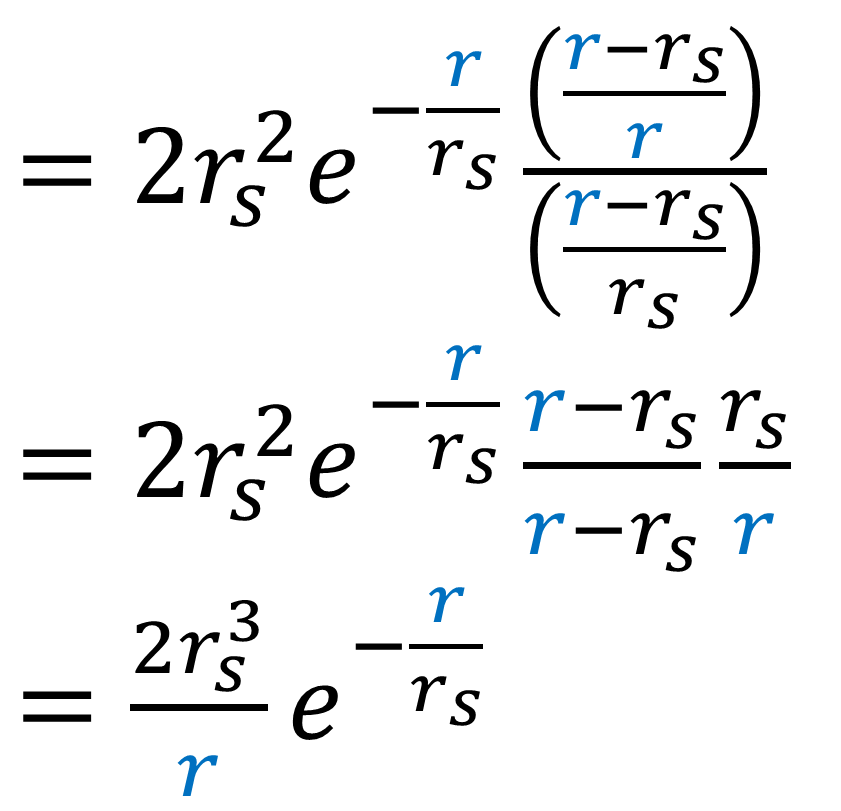 $= 2r_s^2 e^{-\frac{r}{r_s}} \frac{\left(\frac{r-r_s}{r}\right)}{\left(\frac{r-r_s}{r_s}\right)}$
$= 2r_s^2 e^{-\frac{r}{r_s}} \frac{r-r_s}{r-r_s} \frac{r_s}{r}$
$= \frac{2r_s^3}{r} e^{-\frac{r}{r_s}}$